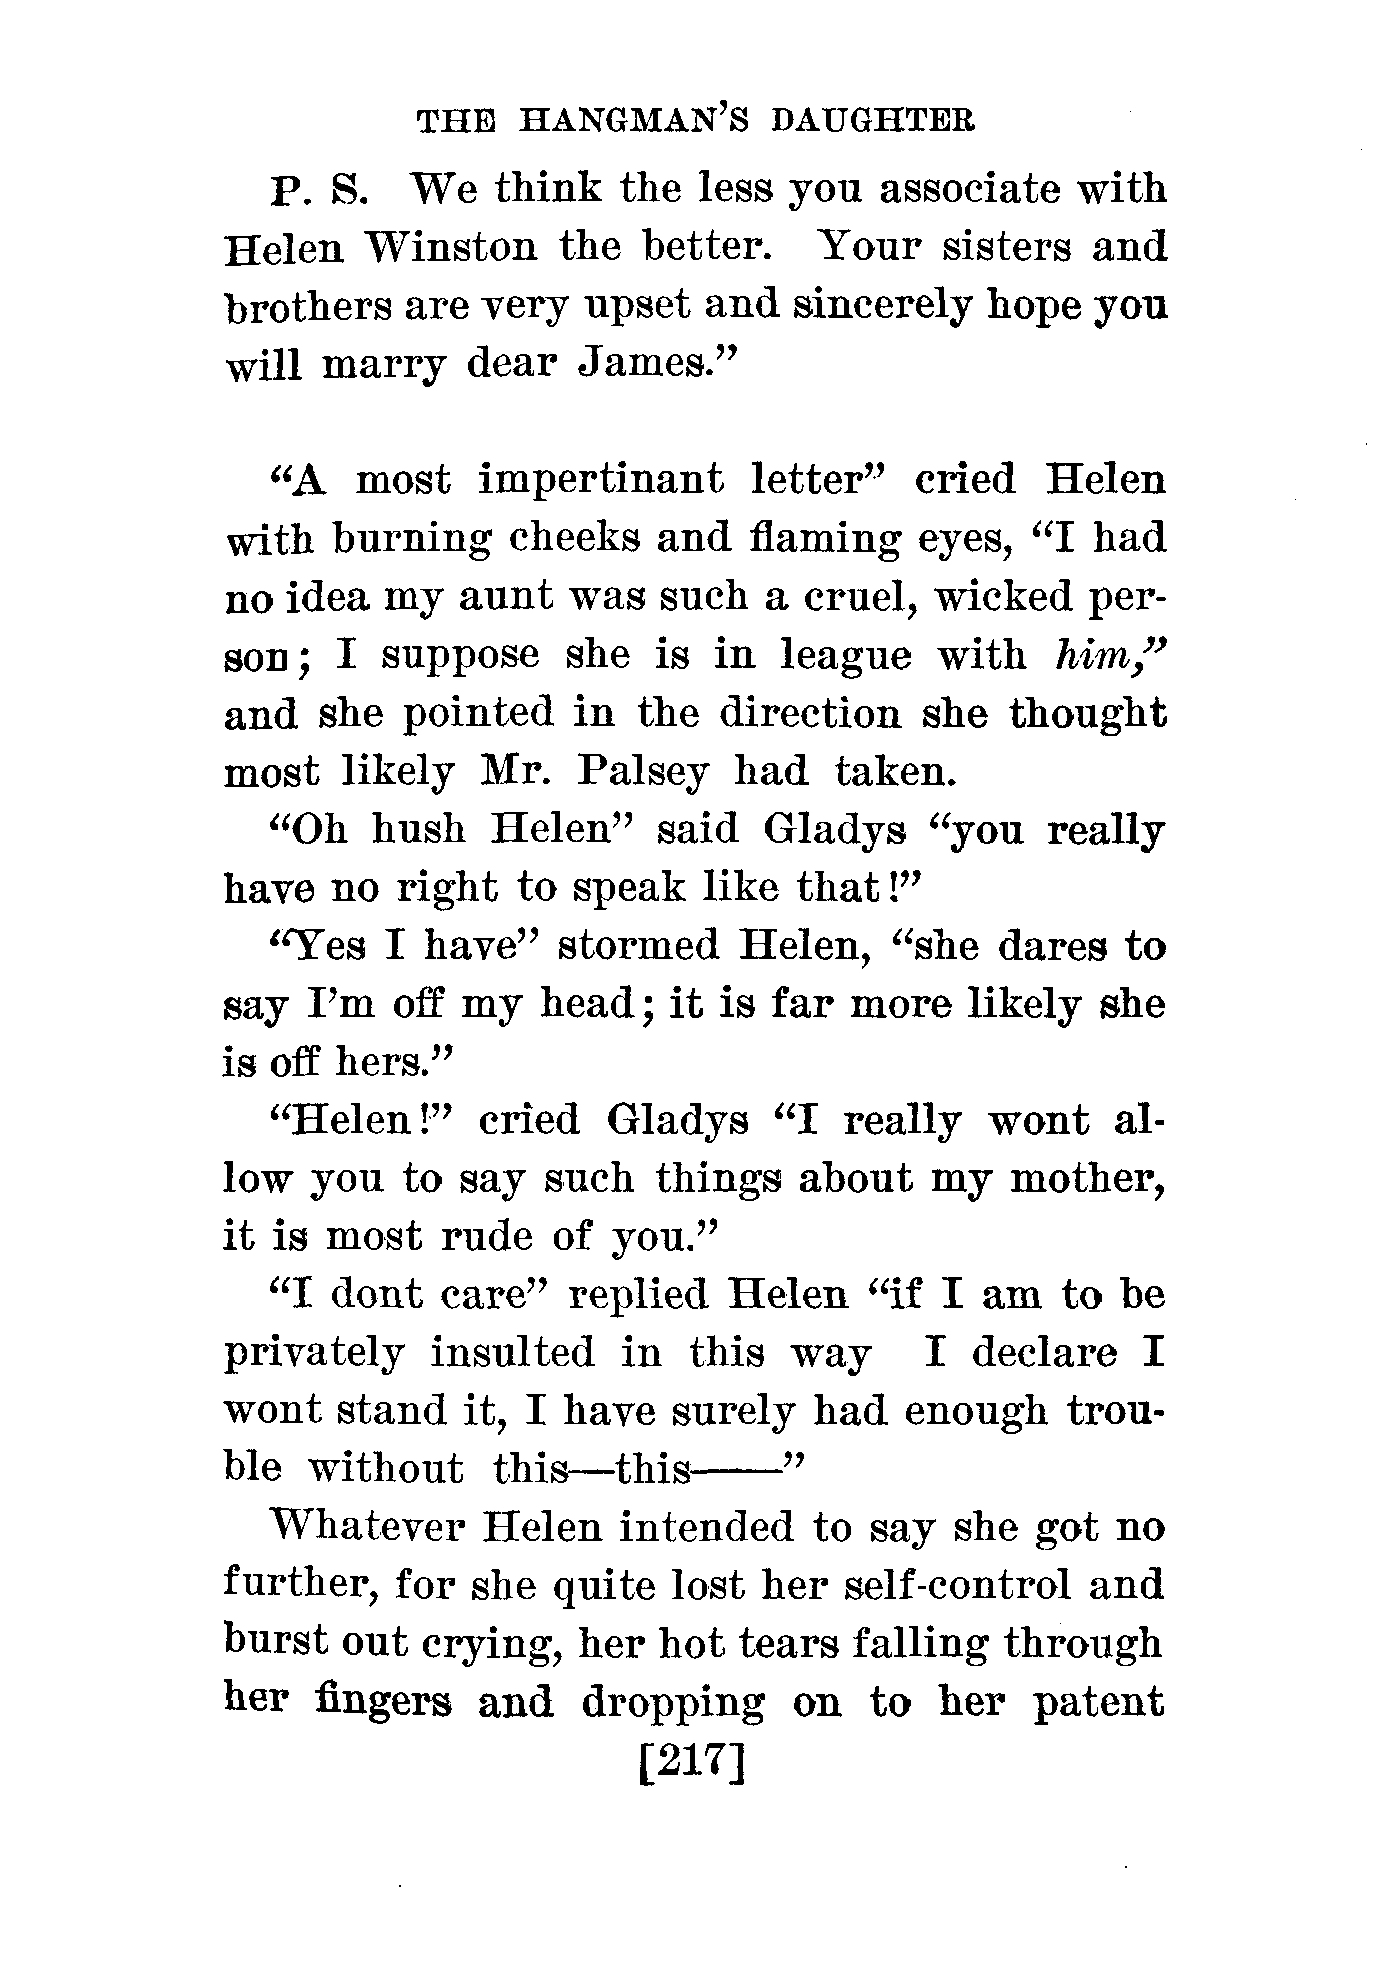 THE HANGMAN'S DAUGHTER
P. S. We think the less you associate with
Helen Winston the better. Your sisters and
brothers are very upset and sincerely hope you
will marry dear James."
"A most impertinant letter" cried Helen
with burning cheeks and flaming eyes, "I had
no idea my aunt was such a cruel, wicked per-
son; I suppose she is in league with him,"
and she pointed in the direction she thought
most likely Mr. Palsey had taken.
"Oh hush Helen" said Gladys "you really
have no right to speak like that!"
"Yes I have" stormed Helen, "she dares to
say I'm off my head; it is far more likely she
is off hers."
"Helen!" cried Gladys "I really wont al-
low you to say such things about my mother,
it is most rude of you."
"I dont care" replied Helen "if I am to be
privately insulted in this way I declare I
wont stand it, I have surely had enough trou-
ble without this—this——"
Whatever Helen intended to say she got no
further, for she quite lost her self-control and
burst out crying, her hot tears falling through
her fingers and dropping on to her patent
[217]